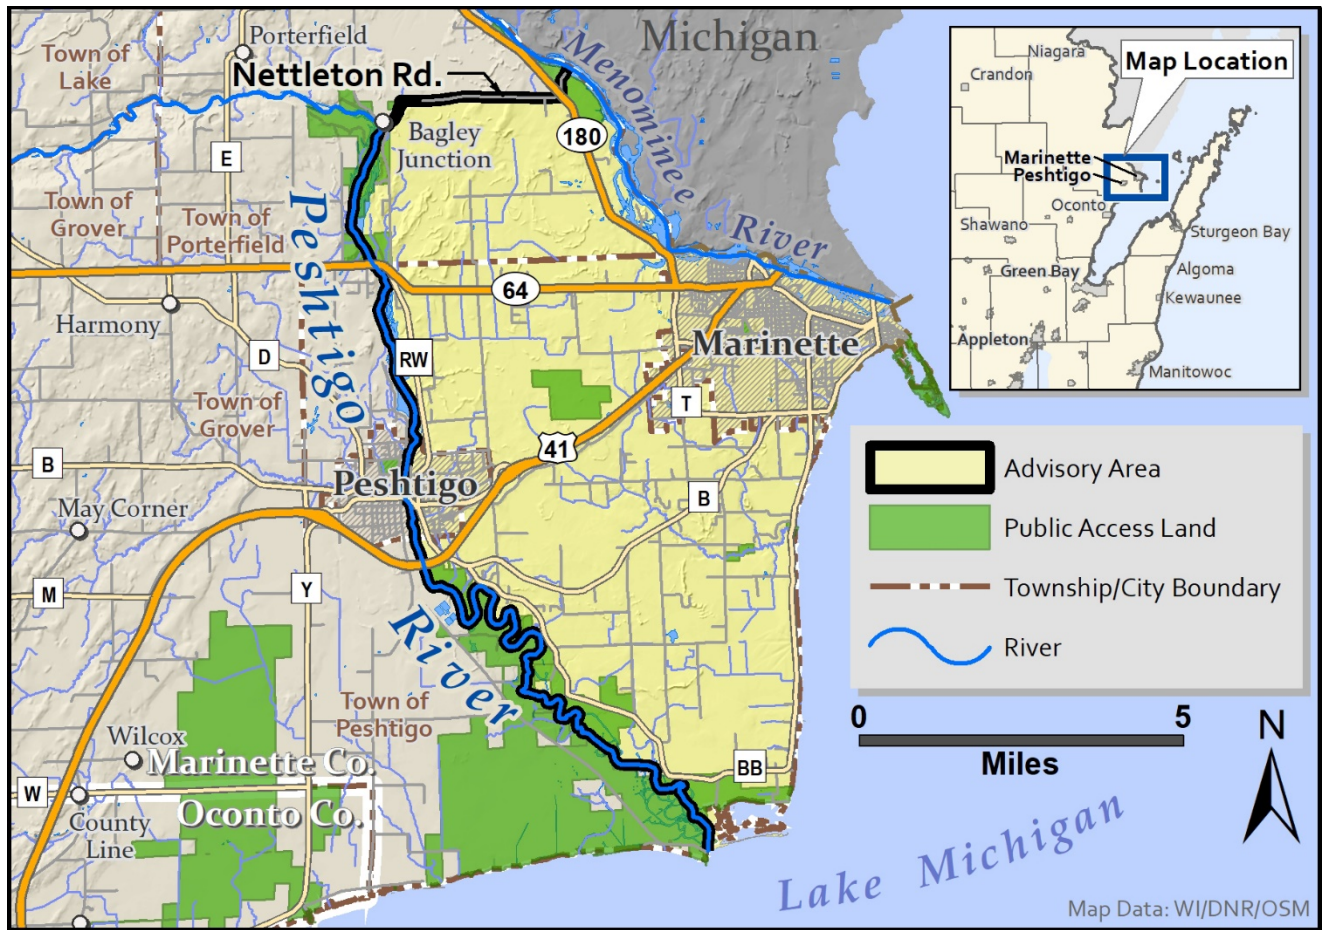 Michigan
Porterfield
Town of
Lake
Nettleton Rd.
Menominee
River
180
Bagley
Junction
E
Town of
Grover
Town of
Porterfield
Peshtigo
River
64
Harmony
D
RW
Marinette
Town of
Grover
T
41
B
Peshtigo
B
May Corner
M
Y
Town of
Peshtigo
Wilcox
Marinette Co.
W
Oconto Co.
County
Line
BB
Lake Michigan
Niagara
Crandon
Map Location
Marinette
Peshtigo
Oconto
Shawano
Sturgeon Bay
Green Bay
Algoma
Kewaunee
Appleton
Manitowoc
Advisory Area
Public Access Land
Township/City Boundary
River
0 5
Miles
N
Map Data: WI/DNR/OSM